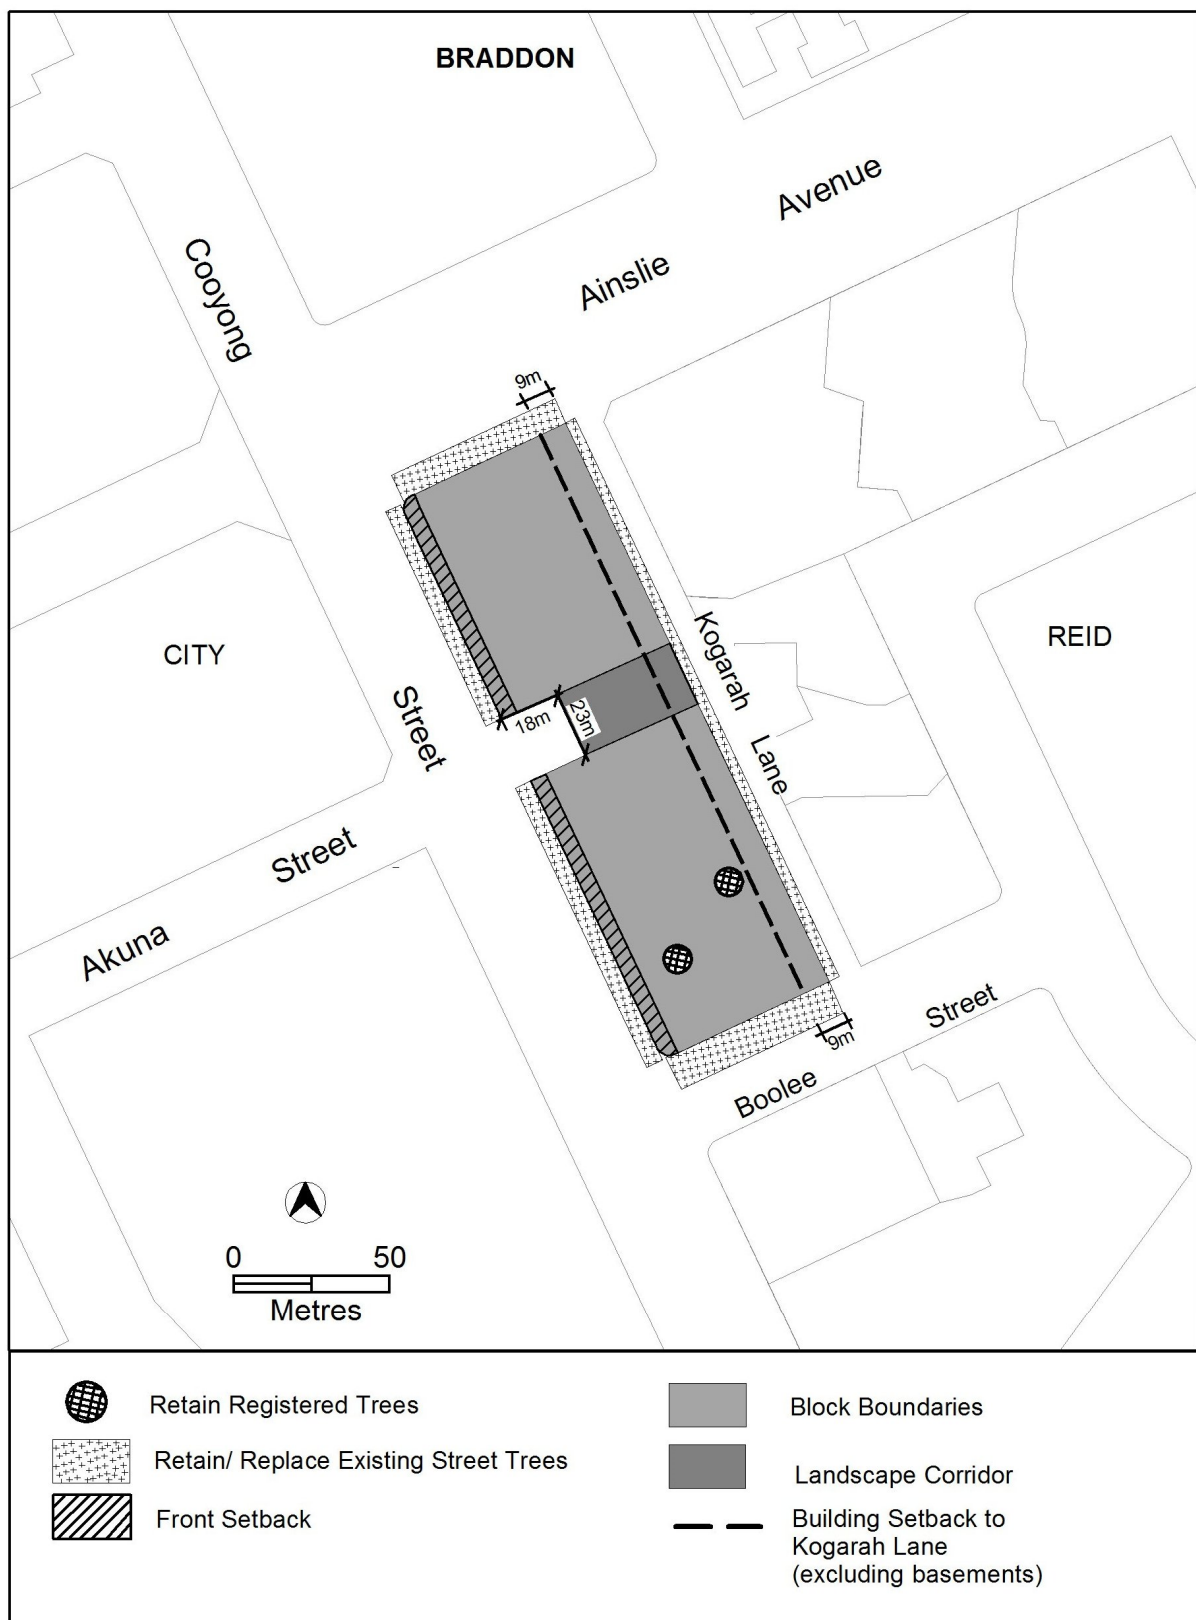 BRADDON
Avenue
Ainslie
Cooyong
9m
CITY
REID
Kogarah
Street
18m
23m
Lane
Street
Akuna
Street
9m
Boolee
0 50
Metres
Retain Registered Trees
Block Boundaries
Retain/ Replace Existing Street Trees
Landscape Corridor
Front Setback
Building Setback to
Kogarah Lane
(excluding basements)